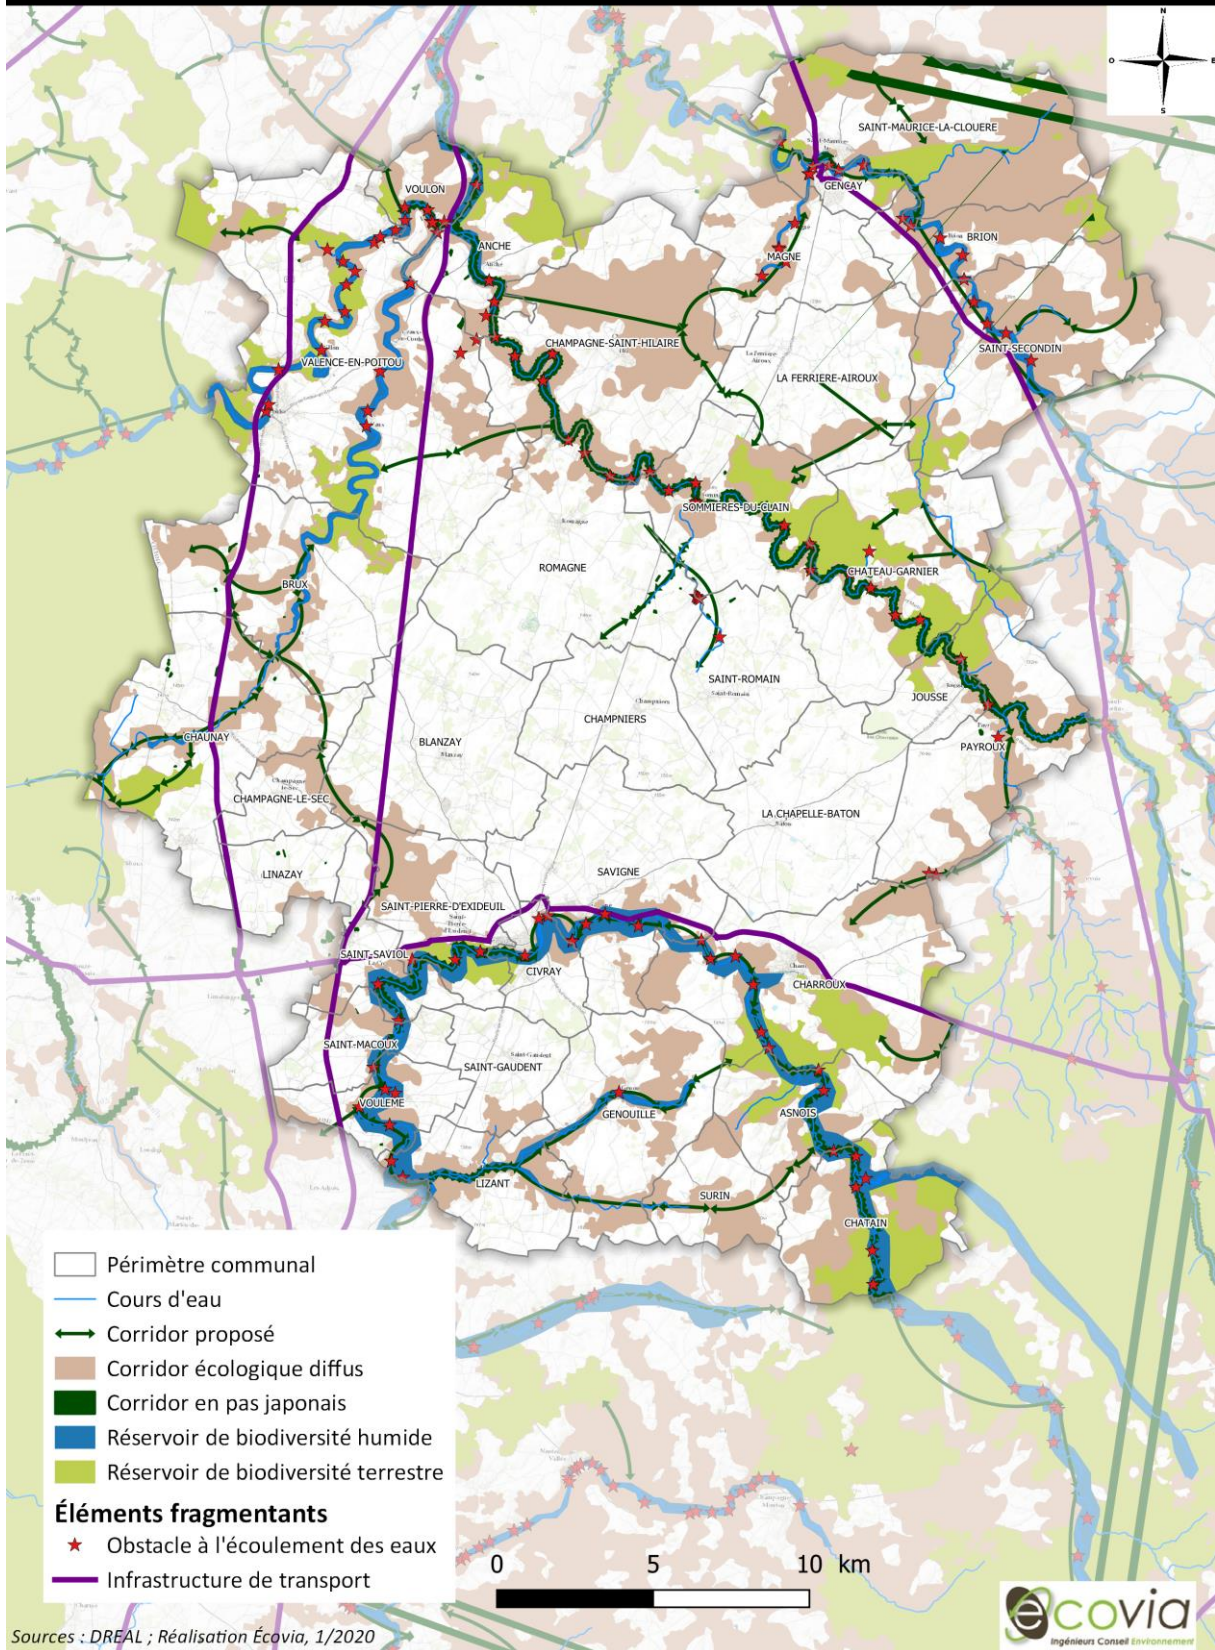 N
O
E
S
SAINT-MAURICE-LA-CLOUERE
GENCAY
VOULON
ANCHE
BRION
MAGNE
CHAMPAGNE-SAINT-HILAIRE
SAINT-SECONDIN
VALENCE-EN-POITOU
LA FERRIERE-AIROUX
SOMMIERES-DU-CLAIN
ROMAGNE
CHATEAU-GARNIER
BRUX
SAINT-ROMAIN
Saint-Romain
JOUSSE
Champniers
CHAMPNIERS
CHAUNAY
BLANZAY
PAYROUX
CHAMPAGNE-LE-SEC
LA CHAPELLE-BATON
LINAZAY
SAVIGNE
SAINT-PIERRE-D'EXIDEUIL
SAINT-SAVIOL
CIVRAY
CHARROUX
SAINT-MACOUX
SAINT-GAUDENT
VOULEME
GENOUILLE
ASNOIS
LIZANT
SURIN
CHATAIN
Périmètre communal
Cours d'eau
Corridor proposé
Corridor écologique diffus
Corridor en pas japonais
Réservoir de biodiversité humide
Réservoir de biodiversité terrestre
Éléments fragmentants
Obstacle à l'écoulement des eaux
Infrastructure de transport
0 5 10 km
Sources : DREAL ; Réalisation Écovia, 1/2020
écovia
Ingénieurs Conseil Environnement